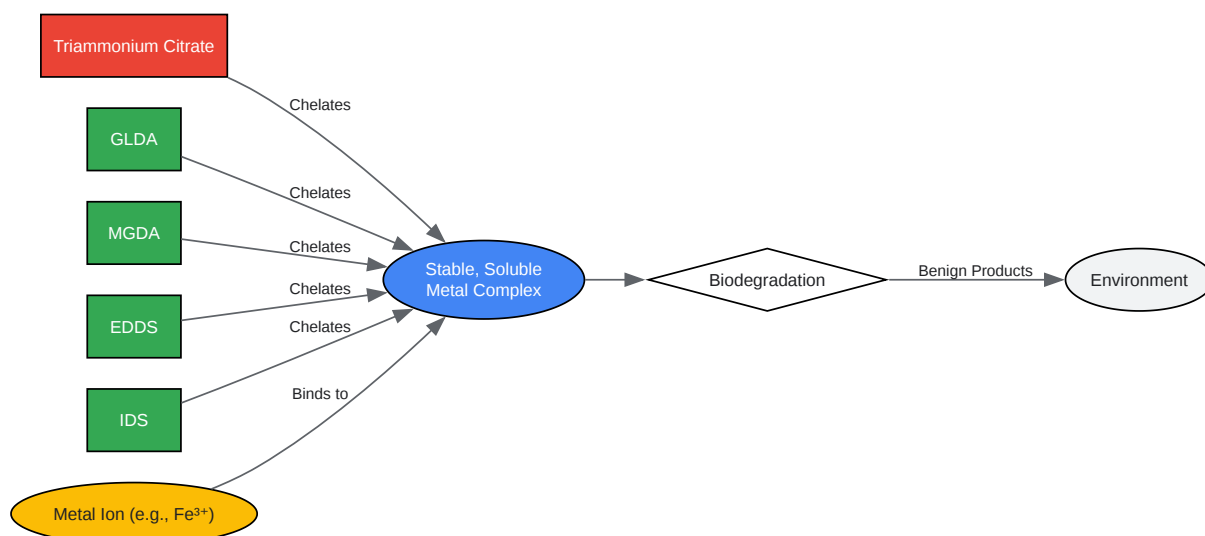 Triammonium Citrate
Chelates
GLDA
Chelates
MGDA
Chelates
EDDS
Chelates
IDS
Chelates
Metal Ion (e.g., Fe³⁺)
Binds to
Stable, Soluble
Metal Complex
Biodegradation
Benign Products
Environment